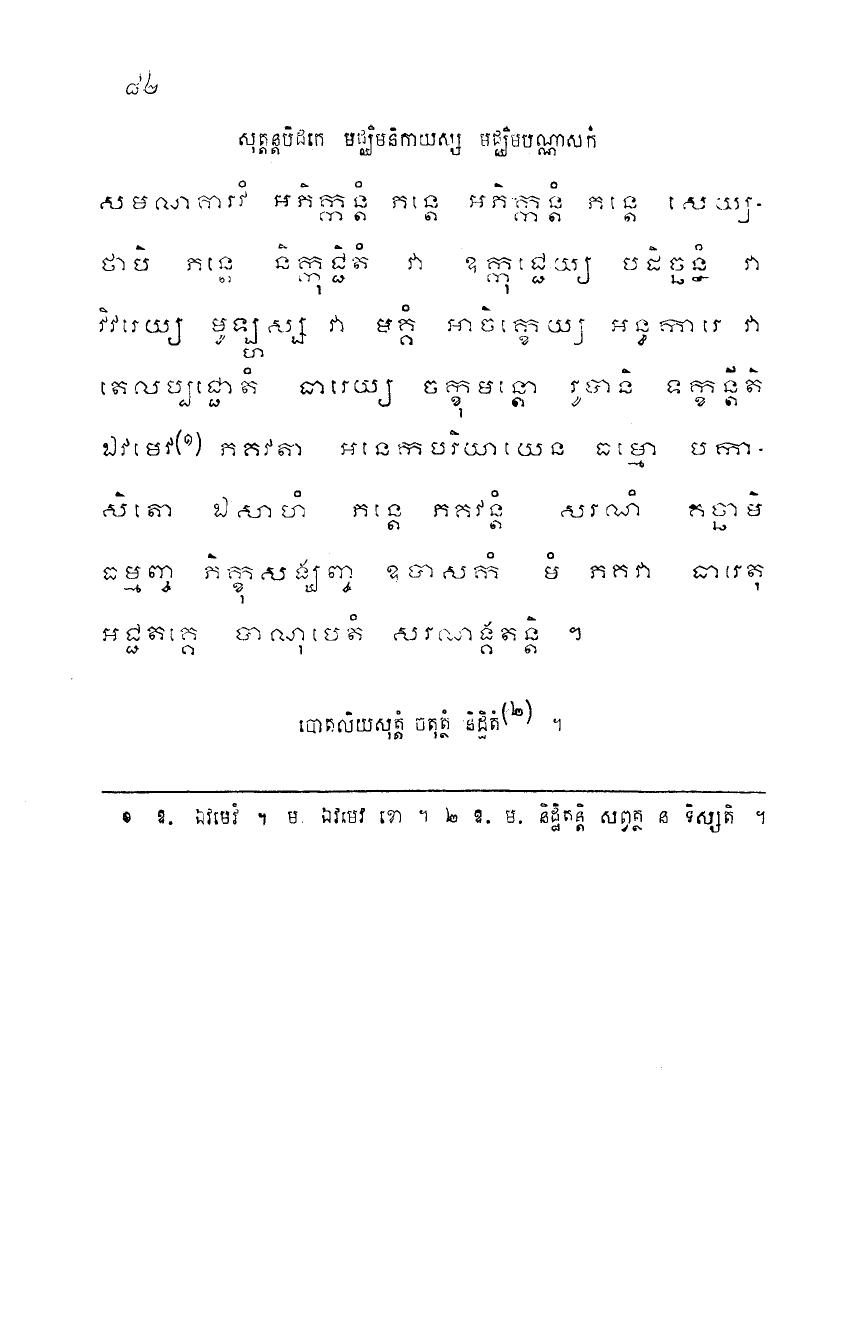 ៨២
សុត្តន្តបិដកេ មជ្ឈិមនិកាយស្ស មជ្ឈិមបណ្ណាសកំ
សមណគារវំ អភិក្កន្តំ ភន្តេ អភិក្កន្តំ ភន្តេ សេយ្យ-
ថាបិ ភន្តេ និក្កុជ្ជិតំ វា ឧក្កុជ្ជេយ្យ បដិច្ឆន្នំ វា
វិវរេយ្យ មូឡ្ហស្ស វា មគ្គំ អាចិក្ខេយ្យ អន្ធការេ វា
តេលប្បជ្ជោតំ ធារេយ្យ ចក្ខុមន្តោ រូបានិ ទក្ខន្តីតិ
ឯវមេវ(១) ភគវតា អនេកបរិយាយេន ធម្មោ បកា-
សិតោ ឯសាហំ ភន្តេ ភគវន្តំ សរណំ គច្ឆាមិ
ធម្មញ្ច ភិក្ខុសង្ឃញ្ច ឧបាសកំ មំ ភគវា ធារេតុ
អជ្ជតគ្គេ បាណុបេតំ សរណង្គតន្តិ ។
បោតលិយសុត្តំ ចតុត្ថំ និដ្ឋិតំ(២) ។
១ ឱ. ឯវមេវំ ។ ម. ឯវមេវ ខោ ។ ២ ឱ. ម. និដ្ឋិតន្តិ សព្វត្ថ ន ទិស្សតិ ។